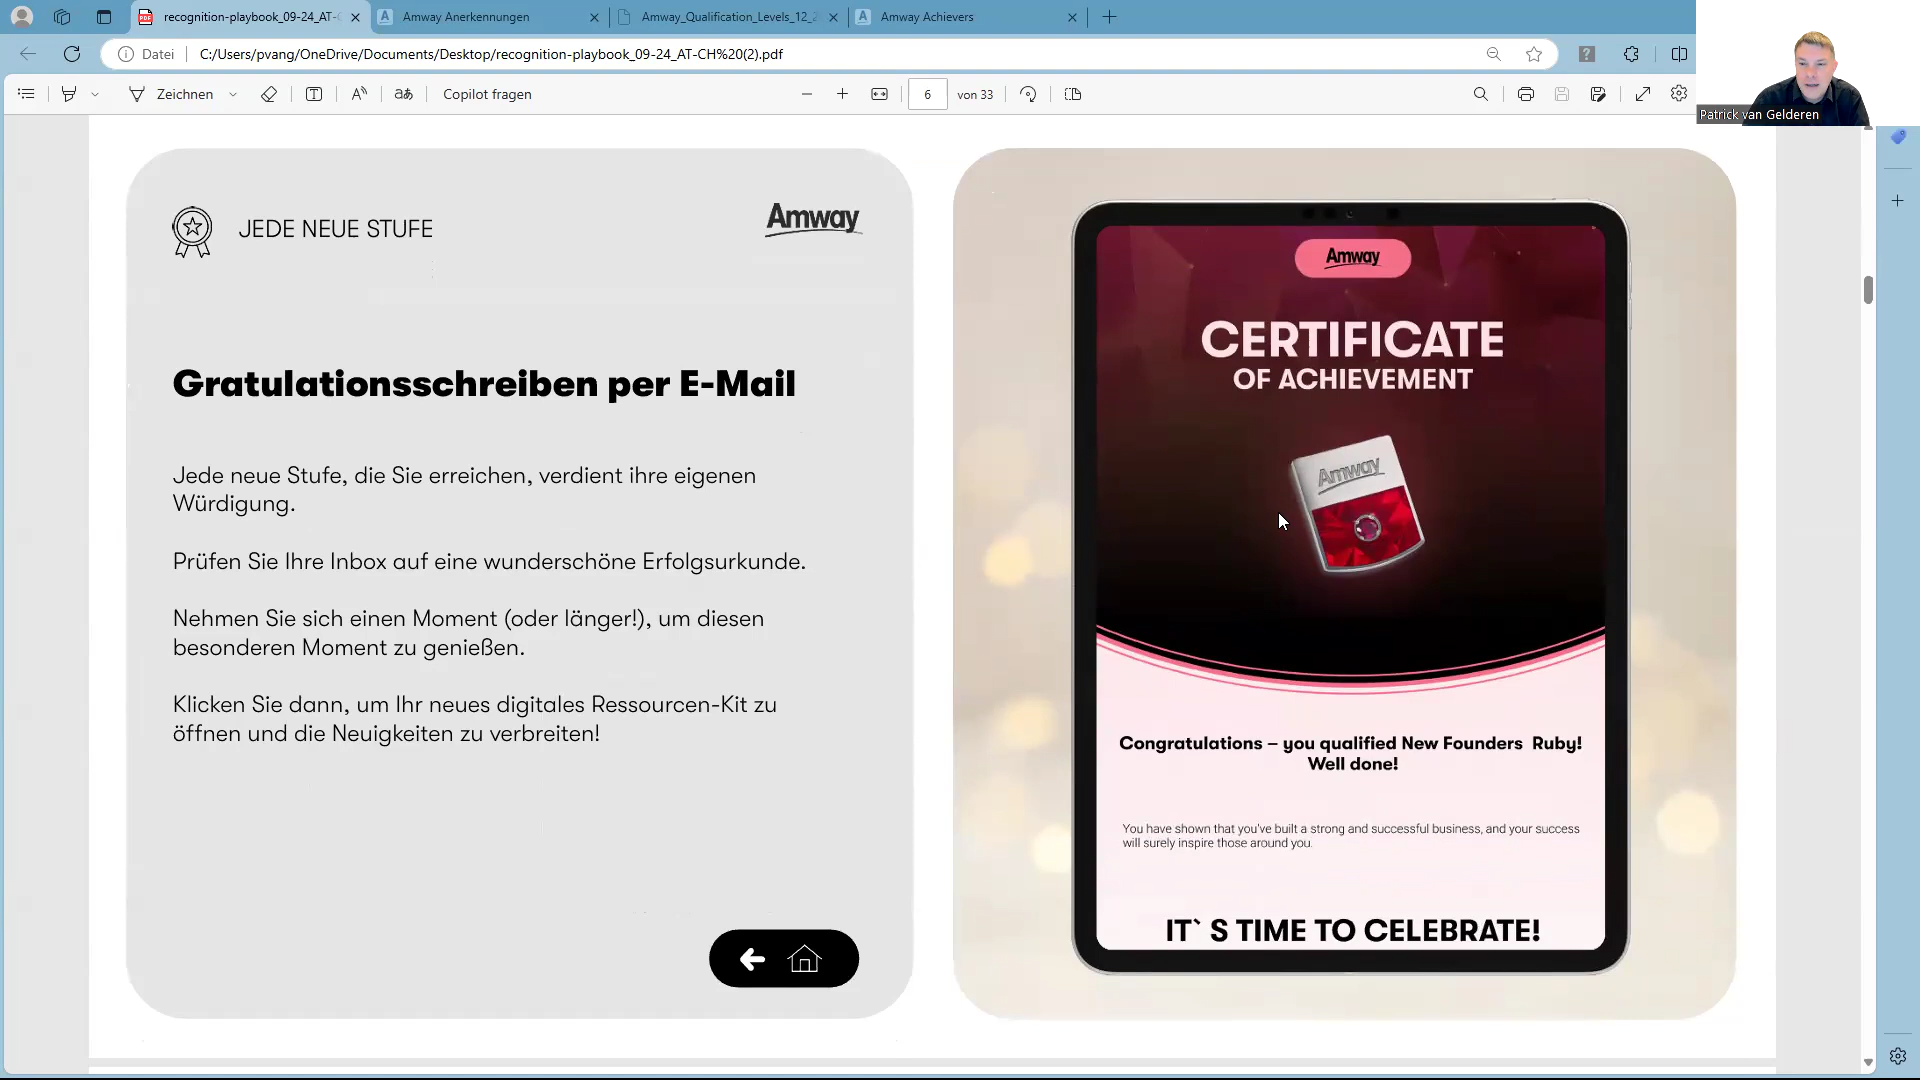 recognition-playbook_09-24_AT-C
Amway Anerkennungen
Amway_Qualification_Levels_12_2
Amway Achievers
Datei
C:/Users/pvang/OneDrive/Documents/Desktop/recognition-playbook_09-24_AT-CH%20(2).pdf
Zeichnen
aあ
Copilot fragen
6
von 33
Patrick van Gelderen
JEDE NEUE STUFE
Amway
Gratulationsschreiben per E-Mail
Jede neue Stufe, die Sie erreichen, verdient ihre eigenen
Würdigung.
Prüfen Sie Ihre Inbox auf eine wunderschöne Erfolgsurkunde.
Nehmen Sie sich einen Moment (oder länger!), um diesen
besonderen Moment zu genießen.
Klicken Sie dann, um Ihr neues digitales Ressourcen-Kit zu
öffnen und die Neuigkeiten zu verbreiten!
Amway
CERTIFICATE
OF ACHIEVEMENT
Amway
Congratulations – you qualified New Founders Ruby!
Well done!
You have shown that you've built a strong and successful business, and your success
will surely inspire those around you.
IT` S TIME TO CELEBRATE!